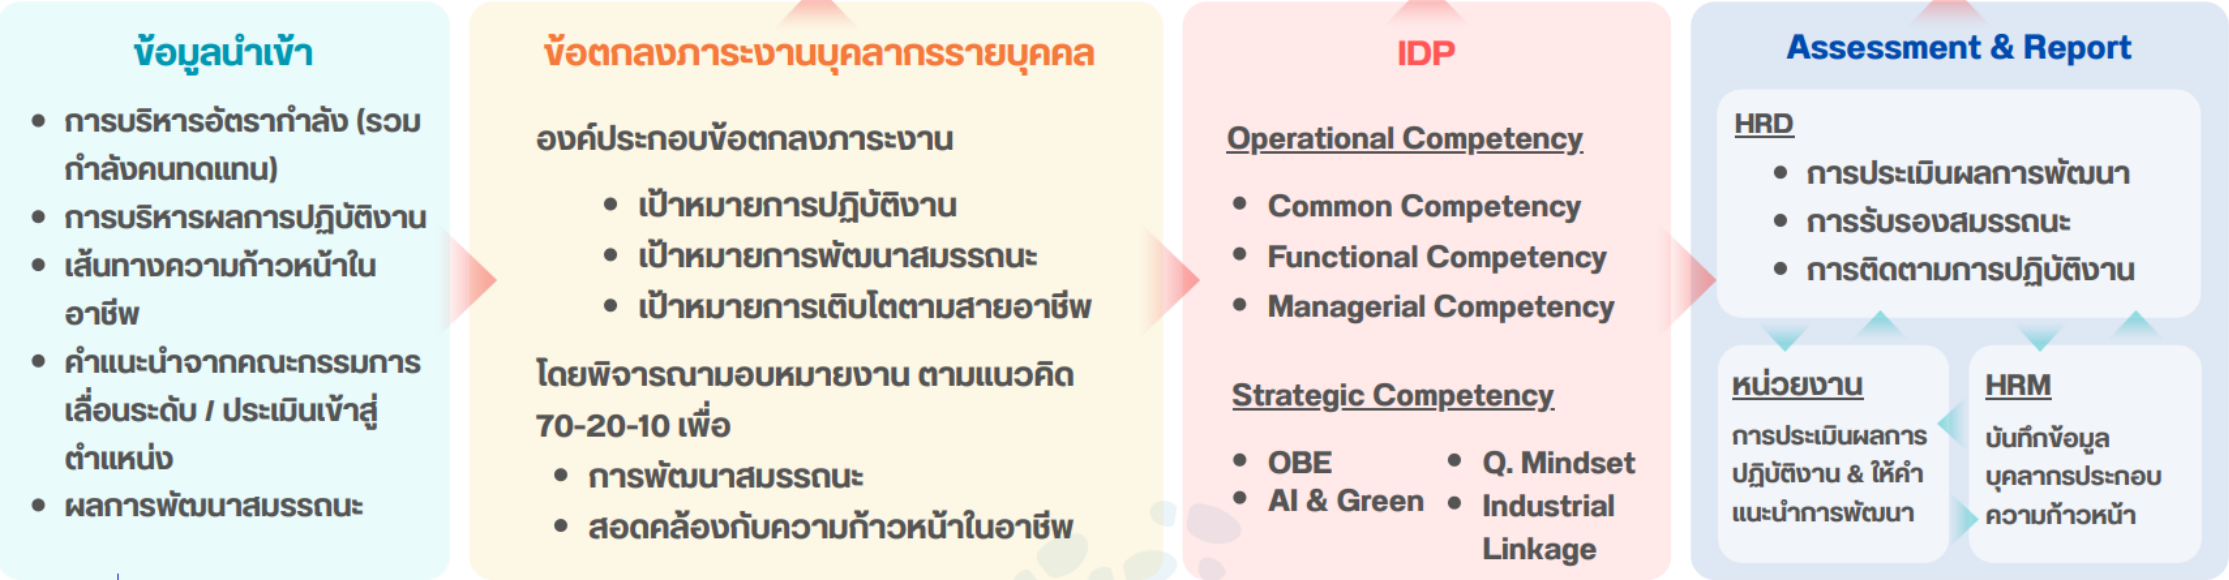 ข้อมูลนำเข้า
• การบริหารอัตรากำลัง (รวม
กำลังคนทดแทน)
• การบริหารผลการปฏิบัติงาน
• เส้นทางความก้าวหน้าใน
อาชีพ
• คำแนะนำจากคณะกรรมการ
เลื่อนระดับ / ประเมินเข้าสู่
ตำแหน่ง
• ผลการพัฒนาสมรรถนะ
ข้อตกลงภาระงานบุคลากรรายบุคคล
องค์ประกอบข้อตกลงภาระงาน
• เป้าหมายการปฏิบัติงาน
• เป้าหมายการพัฒนาสมรรถนะ
• เป้าหมายการเติบโตตามสายอาชีพ
โดยพิจารณามอบหมายงาน ตามแนวคิด
70-20-10 เพื่อ
• การพัฒนาสมรรถนะ
• สอดคล้องกับความก้าวหน้าในอาชีพ
IDP
Operational Competency
• Common Competency
• Functional Competency
• Managerial Competency
Strategic Competency
• OBE
• AI & Green
• Q. Mindset
• Industrial
Linkage
Assessment & Report
HRD
• การประเมินผลการพัฒนา
• การรับรองสมรรถนะ
• การติดตามการปฏิบัติงาน
หน่วยงาน
การประเมินผลการ
ปฏิบัติงาน & ให้คำ
แนะนำการพัฒนา
HRM
บันทึกข้อมูล
บุคลากรประกอบ
ความก้าวหน้า